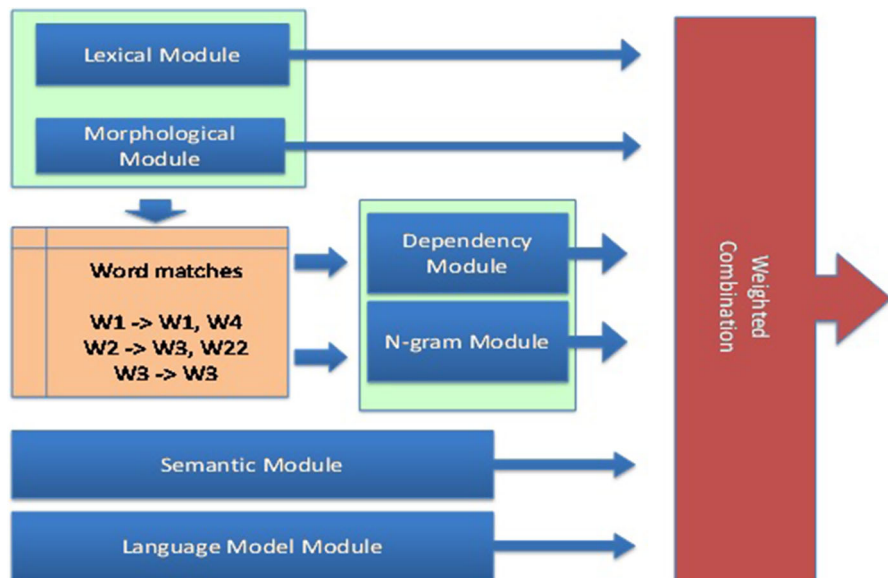 Lexical Module
Morphological
Module
Word matches
W1 -> W1, W4
W2 -> W3, W22
W3 -> W3
Dependency
Module
N-gram Module
Semantic Module
Language Model Module
Weighted
Combination